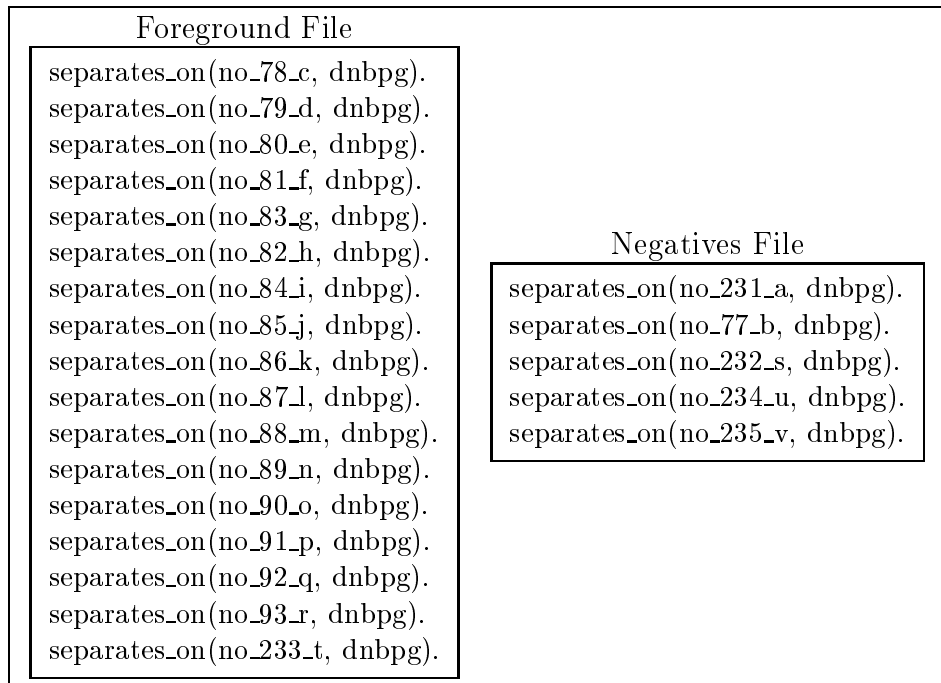 Foreground File
separates_on(no_78_c, dnbpg).
separates_on(no_79_d, dnbpg).
separates_on(no_80_e, dnbpg).
separates_on(no_81_f, dnbpg).
separates_on(no_83_g, dnbpg).
separates_on(no_82_h, dnbpg).
separates_on(no_84_i, dnbpg).
separates_on(no_85_j, dnbpg).
separates_on(no_86_k, dnbpg).
separates_on(no_87_l, dnbpg).
separates_on(no_88_m, dnbpg).
separates_on(no_89_n, dnbpg).
separates_on(no_90_o, dnbpg).
separates_on(no_91_p, dnbpg).
separates_on(no_92_q, dnbpg).
separates_on(no_93_r, dnbpg).
separates_on(no_233_t, dnbpg).
Negatives File
separates_on(no_231_a, dnbpg).
separates_on(no_77_b, dnbpg).
separates_on(no_232_s, dnbpg).
separates_on(no_234_u, dnbpg).
separates_on(no_235_v, dnbpg).